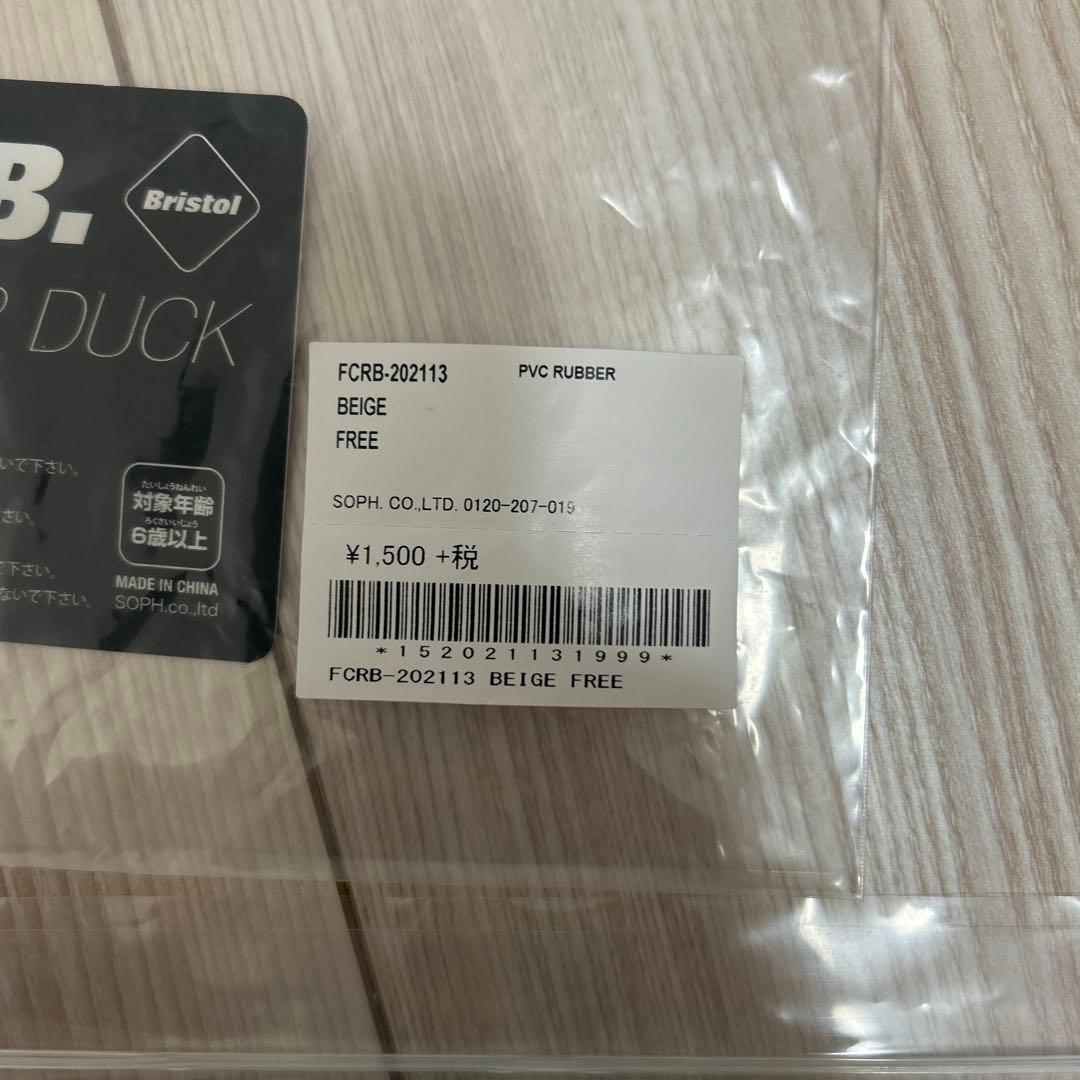 B.
Bristol
DUCK
いで下さい。
さい。
下さい。
ないで下さい。
たいしょうねんれい
対象年齢
ろくさいいじょう
6歳以上
MADE IN CHINA
SOPH.co.,ltd
FCRB-202113 PVC RUBBER
BEIGE
FREE
SOPH. CO.,LTD. 0120-207-019
¥1,500 +税
*152021131999*
FCRB-202113 BEIGE FREE